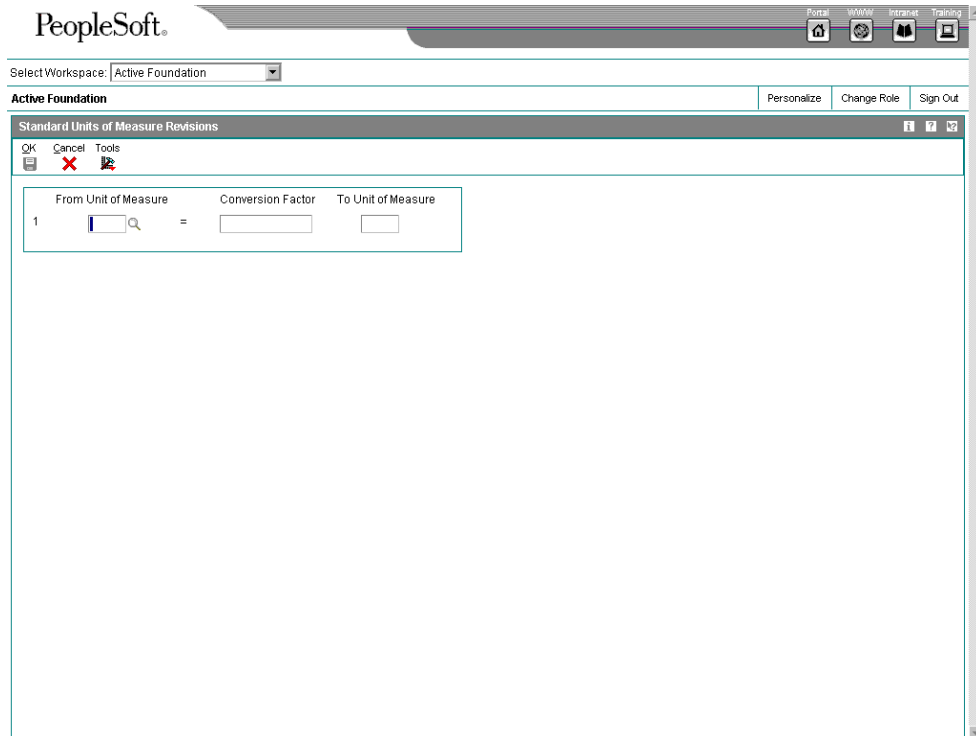 Portal WWW Intranet Training
PeopleSoft.
Select Workspace: Active Foundation
Active Foundation Personalize Change Role Sign Out
Standard Units of Measure Revisions i ? ?
OK Cancel Tools
From Unit of Measure Conversion Factor To Unit of Measure
1 =